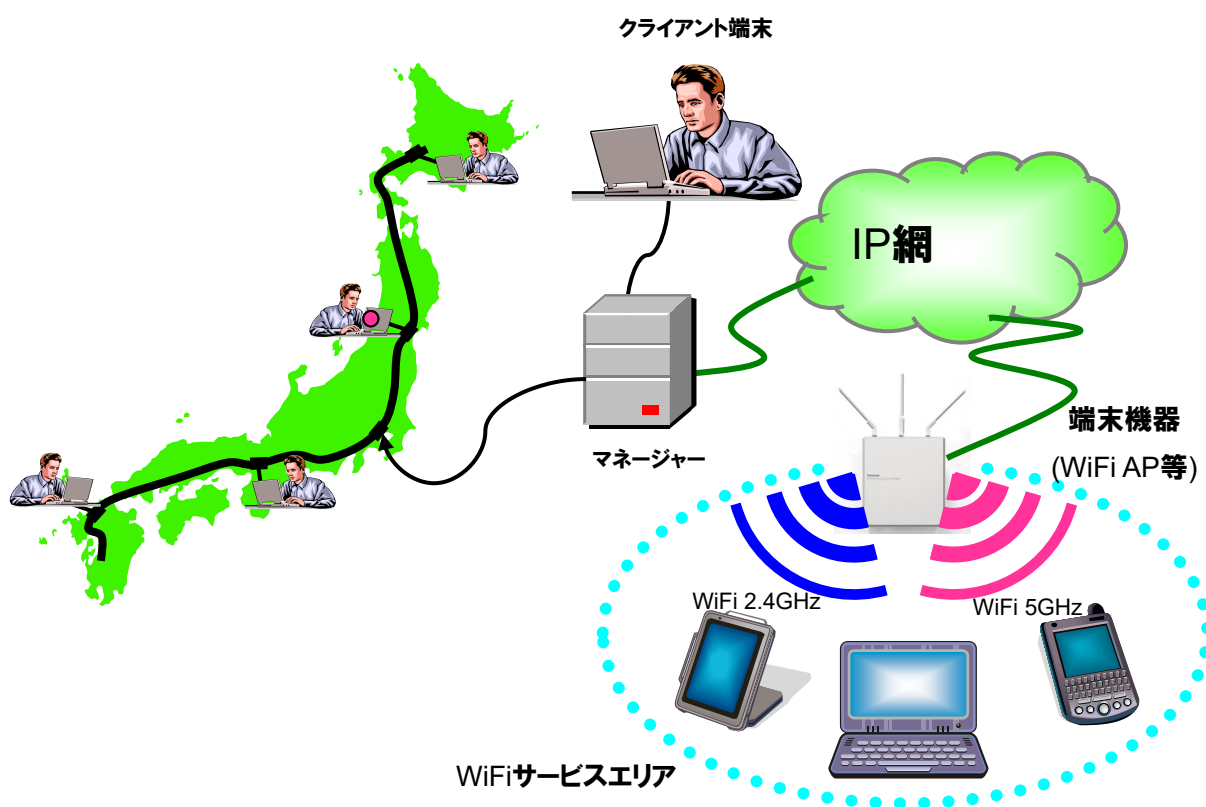 クライアント端末
IP網
マネージャー
端末機器
(WiFi AP等)
WiFi 2.4GHz
WiFi 5GHz
WiFiサービスエリア